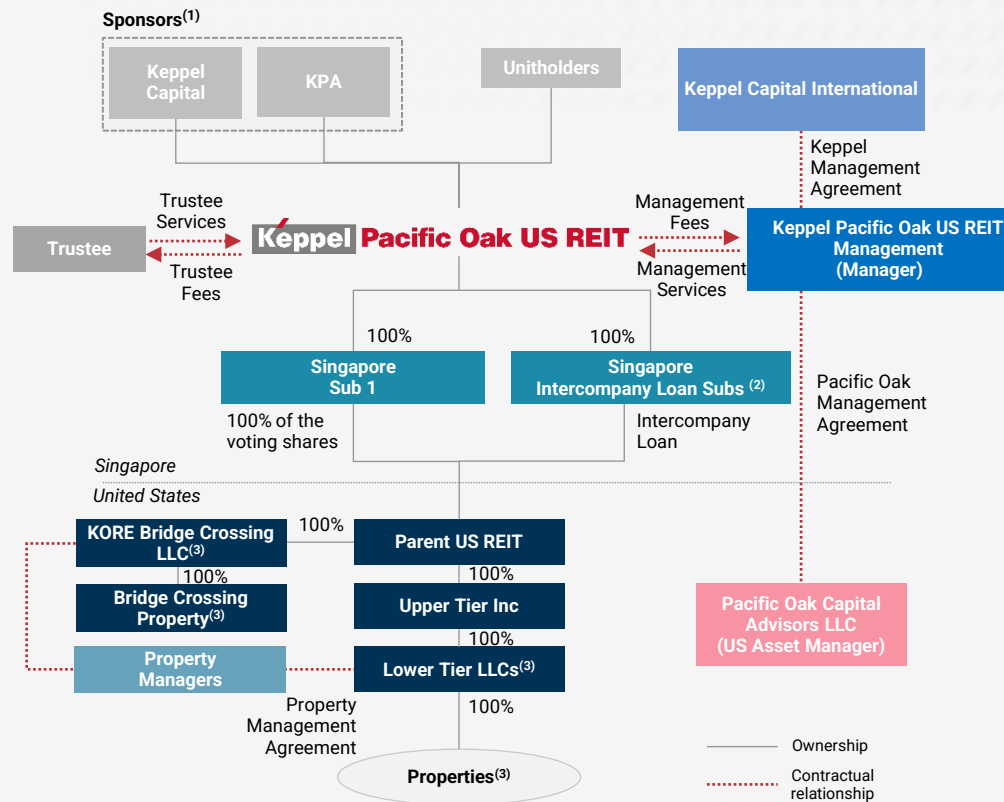 Sponsors(1)
Keppel
Capital
KPA
Unitholders
Keppel Capital International
Keppel
Management
Agreement
Trustee
Trustee
Services
Trustee
Fees
Keppel Pacific Oak US REIT
Management
Fees
Management
Services
Keppel Pacific Oak US REIT
Management
(Manager)
100%
100%
Singapore
Sub 1
Singapore
Intercompany Loan Subs (2)
100% of the
voting shares
Intercompany
Loan
Pacific Oak
Management
Agreement
Singapore
United States
KORE Bridge Crossing
LLC(3)
100%
Parent US REIT
100%
100%
Bridge Crossing
Property(3)
Upper Tier Inc
100%
Property
Managers
Lower Tier LLCs(3)
Pacific Oak Capital
Advisors LLC
(US Asset Manager)
Property
Management
Agreement
100%
Properties(3)
Ownership
Contractual
relationship